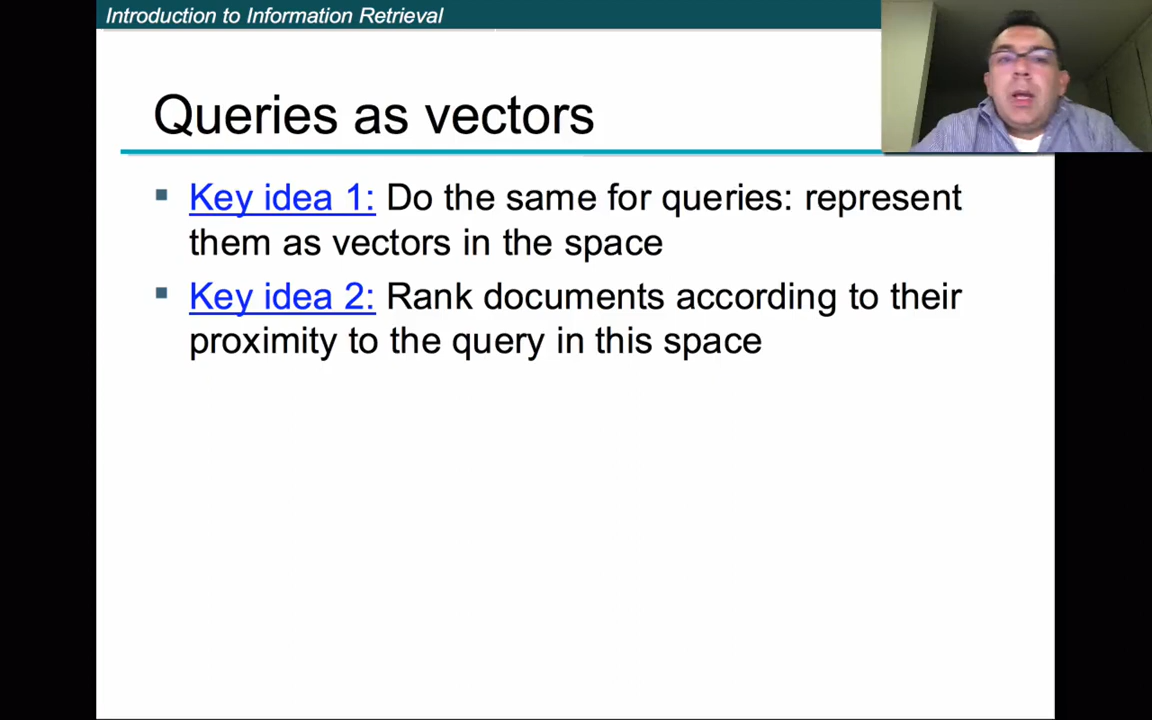 Introduction to Information Retrieval
Queries as vectors
▪ Key idea 1: Do the same for queries: represent
them as vectors in the space
▪ Key idea 2: Rank documents according to their
proximity to the query in this space